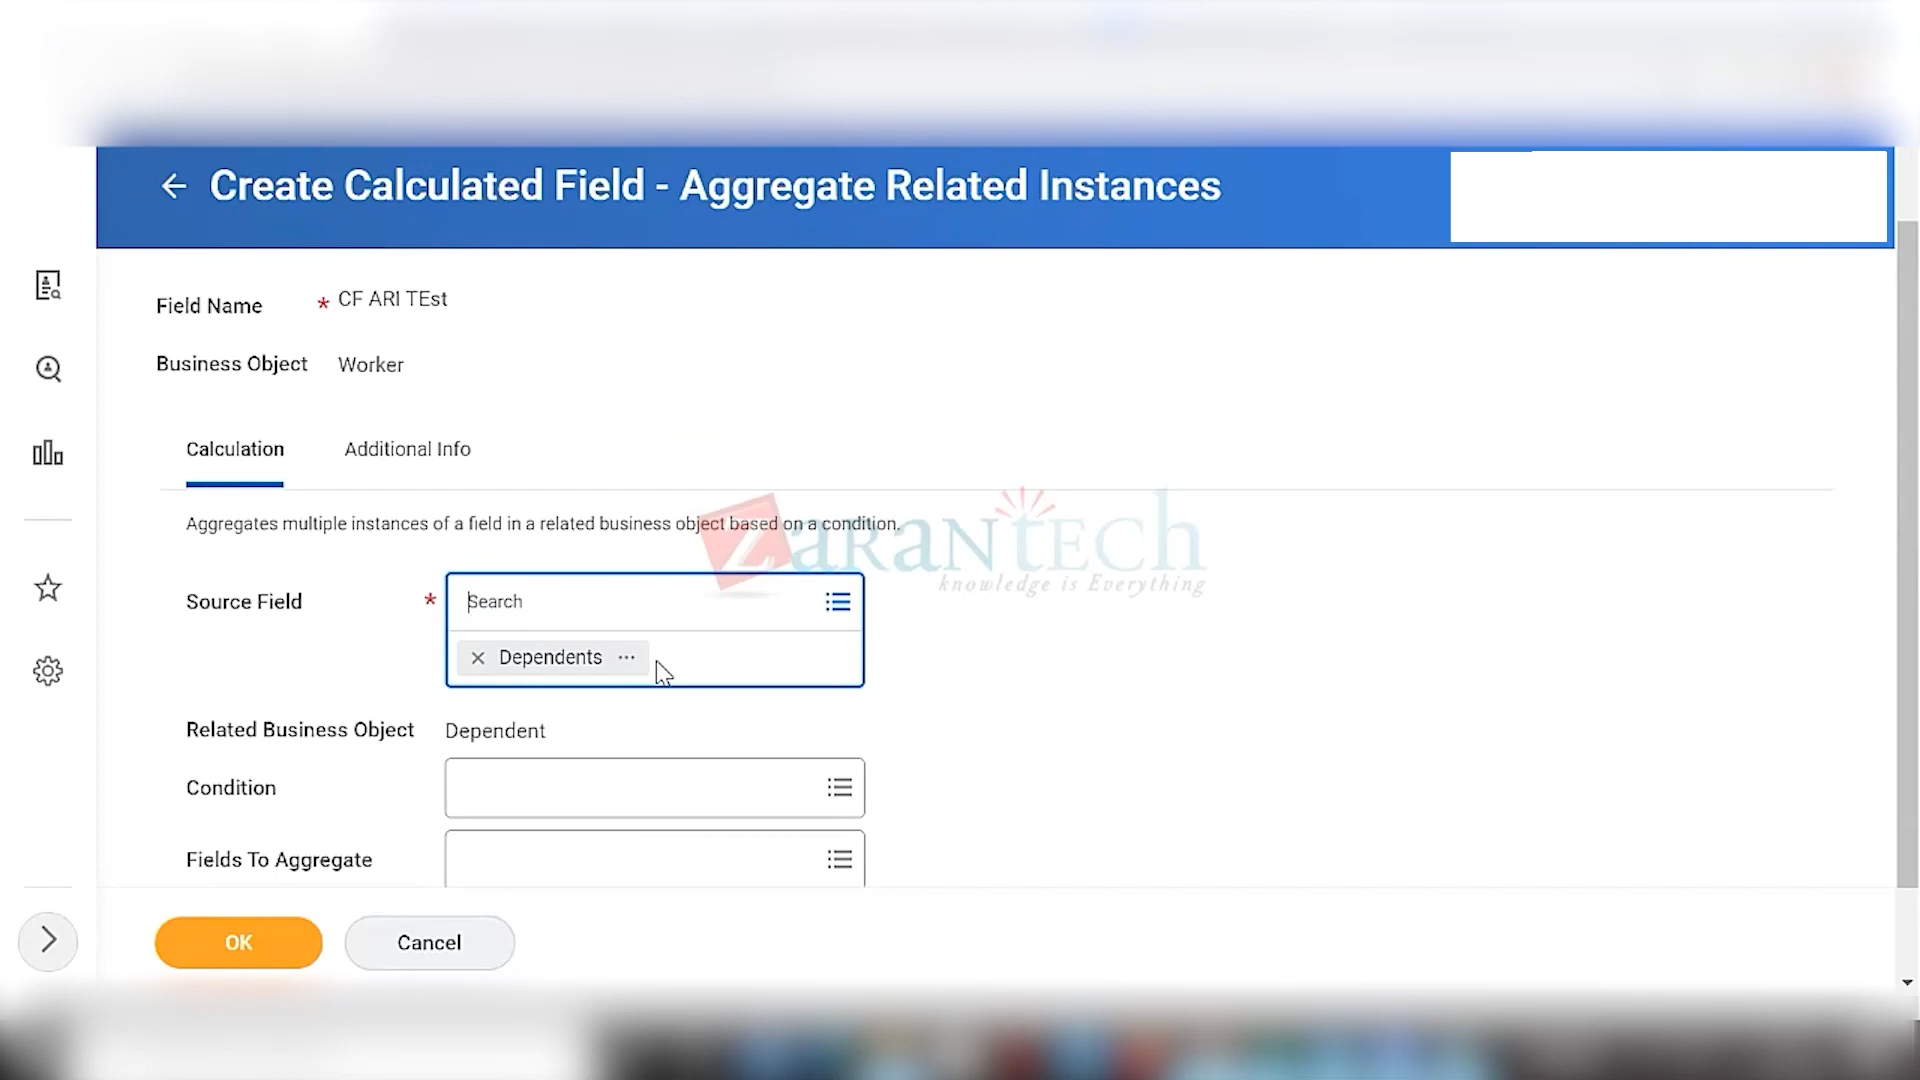 Create Calculated Field - Aggregate Related Instances
Field Name * CF ARI TEst
Business Object Worker
Calculation Additional Info
Aggregates multiple instances of a field in a related business object based on a condition.
ZaranTech
knowledge is Everything
Source Field * Search
× Dependents ...
Related Business Object Dependent
Condition
Fields To Aggregate
OK Cancel